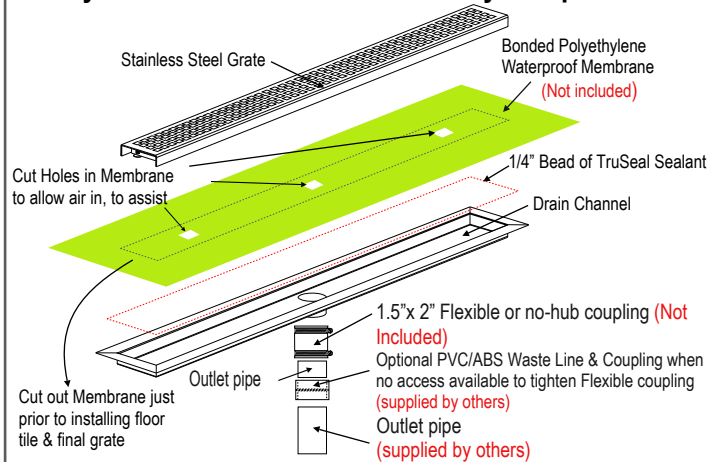 Stainless Steel Grate
Bonded Polyethylene
Waterproof Membrane
(Not included)
1/4” Bead of TruSeal Sealant
Cut Holes in Membrane
to allow air in, to assist
Drain Channel
1.5”x 2” Flexible or no-hub coupling (Not
Included)
Optional PVC/ABS Waste Line & Coupling when
no access available to tighten Flexible coupling
(supplied by others)
Outlet pipe
Cut out Membrane just
prior to installing floor
tile & final grate
Outlet pipe
(supplied by others)